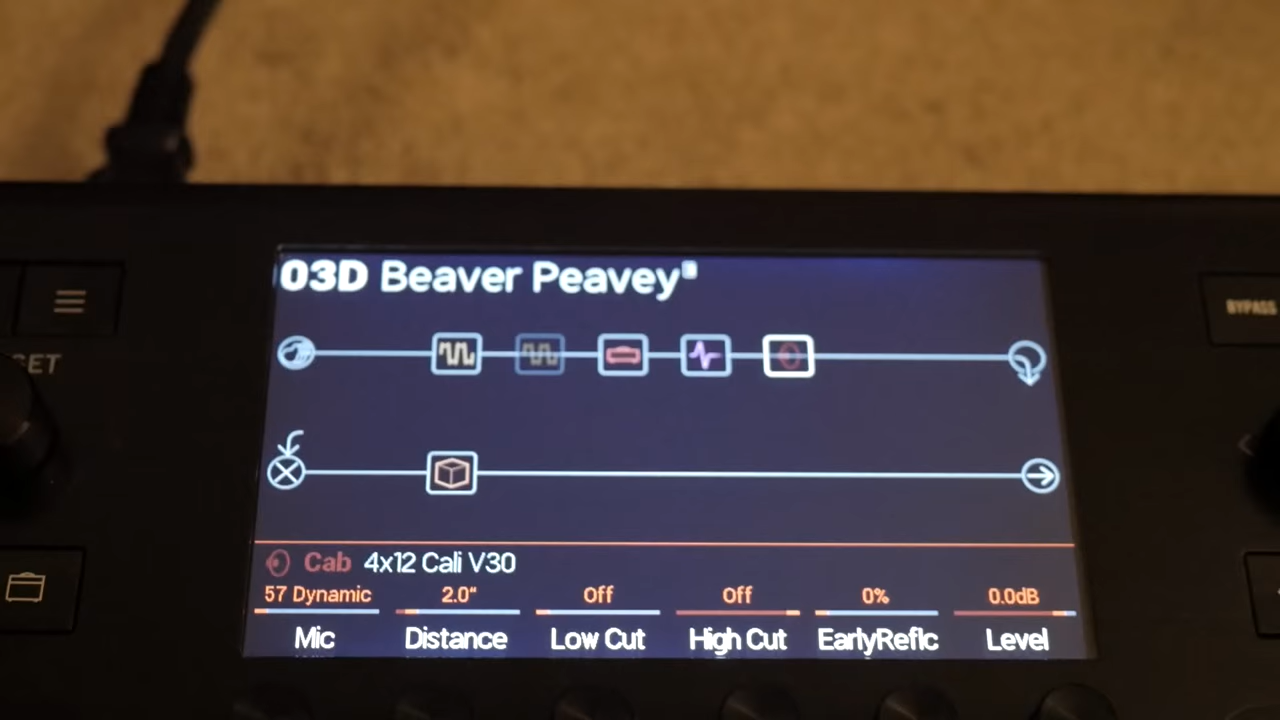 03D Beaver Peavey
SET
BYPASS
Cab 4x12 Cali V30
57 Dynamic 2.0" Off Off 0% 0.0dB
Mic Distance Low Cut High Cut EarlyReflc Level